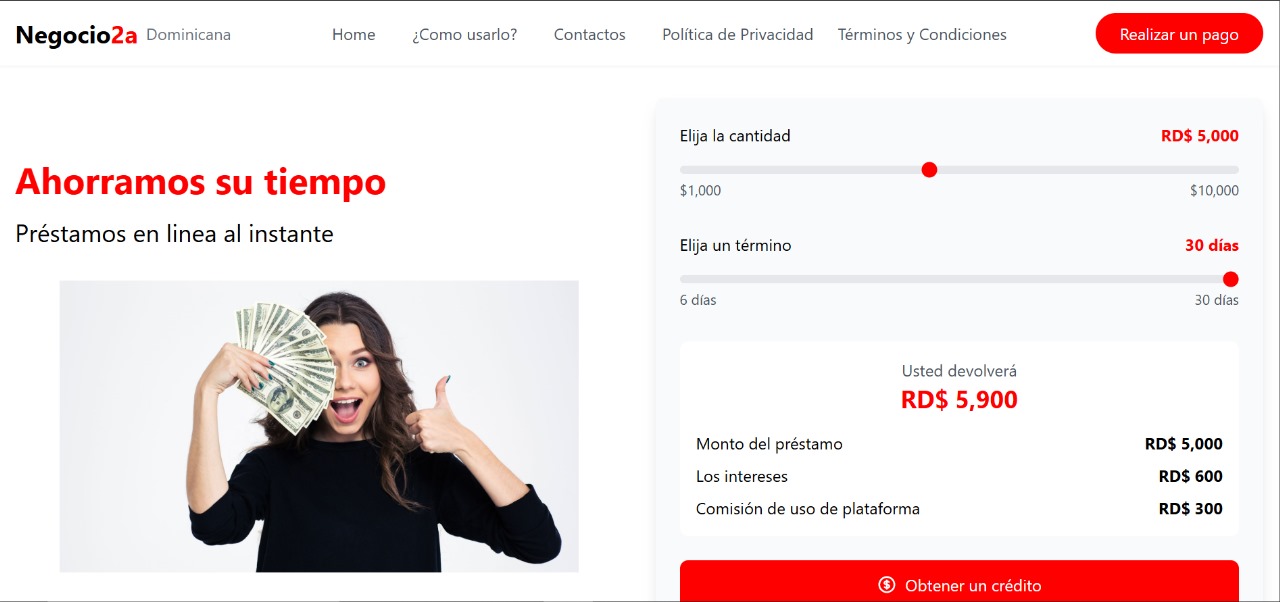 Negocio2a Dominicana Home ¿Como usarlo? Contactos Política de Privacidad Términos y Condiciones Realizar un pago
Ahorramos su tiempo
Préstamos en linea al instante
Elija la cantidad RD$ 5,000
$1,000 $10,000
Elija un término 30 días
6 días 30 días
Usted devolverá
RD$ 5,900
Monto del préstamo RD$ 5,000
Los intereses RD$ 600
Comisión de uso de plataforma RD$ 300
Obtener un crédito